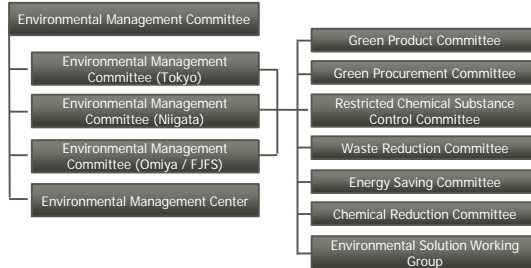 Environmental Management Committee
Environmental Management
Committee (Tokyo)
Environmental Management
Committee (Niigata)
Environmental Management
Committee (Omiya / FJFS)
Environmental Management Center
Green Product Committee
Green Procurement Committee
Restricted Chemical Substance
Control Committee
Waste Reduction Committee
Energy Saving Committee
Chemical Reduction Committee
Environmental Solution Working
Group